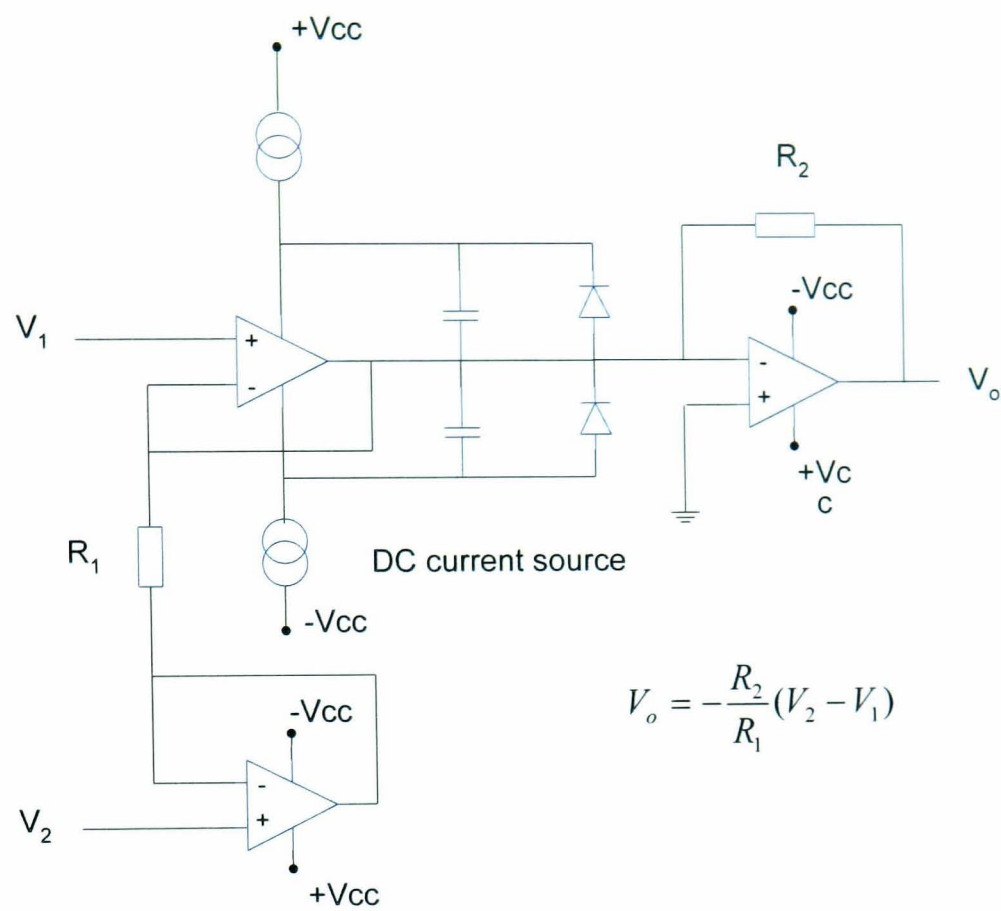 +Vcc
R2
-Vcc
V1
+
-
-
+
Vo
+Vc
c
R1
DC current source
-Vcc
Vo = -R2/R1(V2 - V1)
-Vcc
-
+
V2
+Vcc